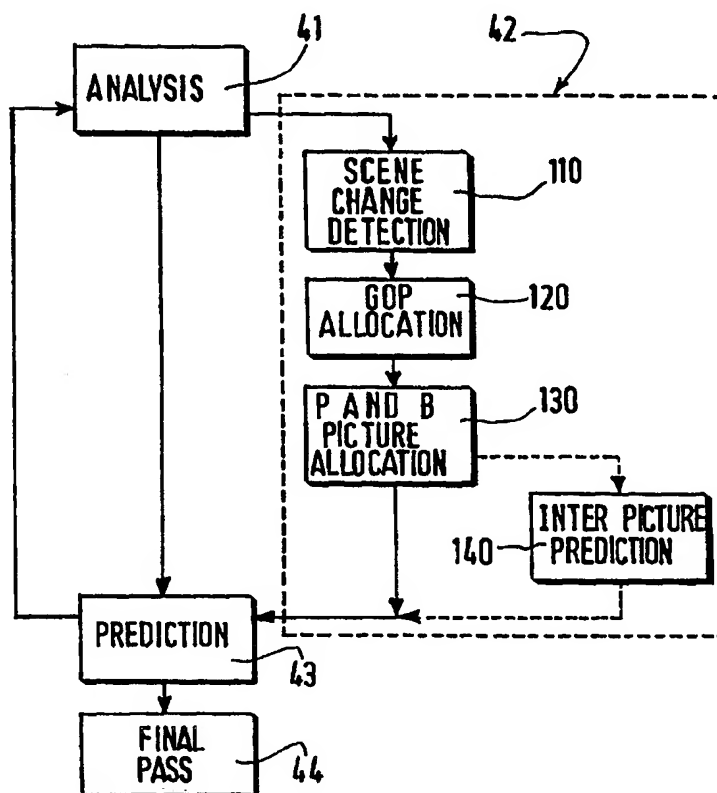 42
41
ANALYSIS
SCENE
CHANGE
DETECTION
110
GOP
ALLOCATION
120
P AND B
PICTURE
ALLOCATION
130
INTER PICTURE
PREDICTION
140
PREDICTION
43
FINAL
PASS
44